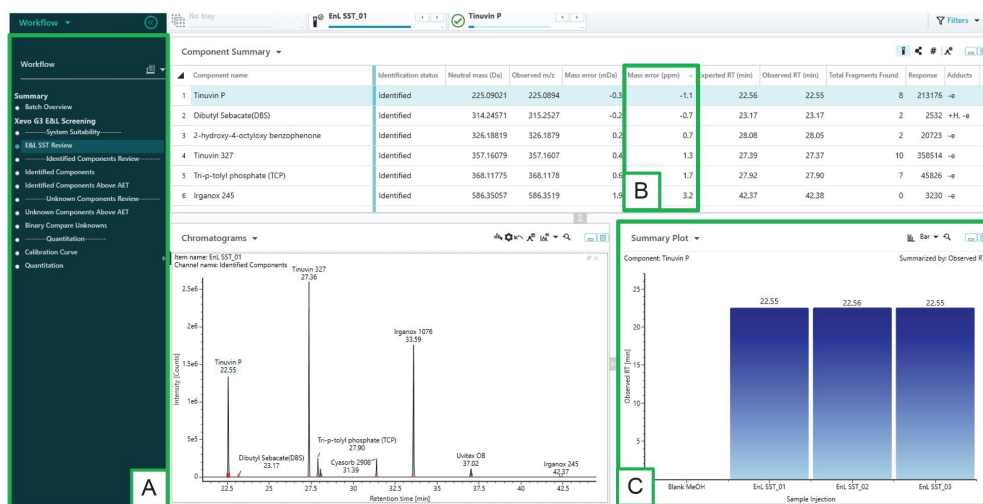 Workflow
No tray
EnL SST_01
Tinuvin P
Filters
Workflow
Summary
Batch Overview
Xevo G3 E&L Screening
--------System Suitability--------
E&L SST Review
--------Identified Components Review--------
Identified Components
Identified Components Above AET
--------Unknown Components Review--------
Unknown Components Above AET
Binary Compare Unknowns
--------Quantitation--------
Calibration Curve
Quantitation
A
Component Summary
Component name Identification status Neutral mass (Da) Observed m/z Mass error (mDa) Mass error (ppm) xpected RT (min) Observed RT (min) Total Fragments Found Response Adducts
1 Tinuvin P Identified 225.09021 225.0894 -0.3 -1.1 22.56 22.55 8 213176 -e
2 Dibutyl Sebacate(DBS) Identified 314.24571 315.2527 -0.2 -0.7 23.17 23.17 2 2532 +H, -e
3 2-hydroxy-4-octyloxy benzophenone Identified 326.18819 326.1879 0.2 0.7 28.08 28.05 2 20723 -e
4 Tinuvin 327 Identified 357.16079 357.1607 0.4 1.3 27.39 27.37 10 358514 -e
5 Tri-p-tolyl phosphate (TCP) Identified 368.11775 368.1178 0.6 1.7 27.92 27.90 7 45826 -e
6 Irganox 245 Identified 586.35057 586.3519 1.9 3.2 42.37 42.38 0 3230 -e
B
Chromatograms
Item name: EnL SST_01
Channel name: Identified Components
Tinuvin 327
27.36
Irganox 1076
33.59
Tinuvin P
22.55
Tri-p-tolyl phosphate (TCP)
27.90
Dibutyl Sebacate(DBS)
23.17
Cyasorb 2908
31.39
Uvitex OB
37.02
Irganox 245
42.37
Intensity [Counts]
2.5e6
2e6
1.5e6
1e6
5e5
0
22.5 25 27.5 30 32.5 35 37.5 40 42.5
Retention time [min]
Summary Plot
Bar
Component: Tinuvin P
Summarized by: Observed R
22.55 22.56 22.55
Observed RT [min]
25
20
15
10
5
Blank MeOH EnL SST_01 EnL SST_02 EnL SST_03
Sample Injection
C